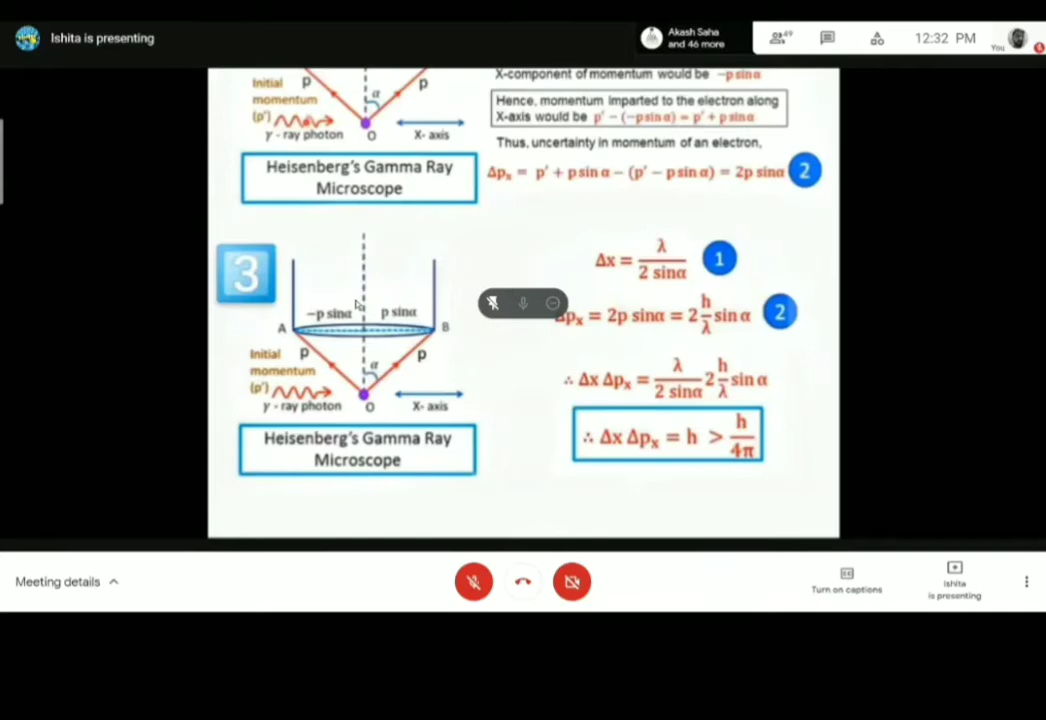 Ishita is presenting
Akash Saha
and 46 more
49
12:32 PM
You
Initial
momentum
(p')
p
α
p
γ - ray photon
O
X- axis
Heisenberg's Gamma Ray
Microscope
X-component of momentum would be −p sinα
Hence, momentum imparted to the electron along
X-axis would be p′ − (−p sin α) = p′ + p sin α
Thus, uncertainty in momentum of an electron,
Δpₓ = p′ + p sin α − (p′ − p sin α) = 2p sinα
2
3
−p sinα
p sinα
A
B
Initial
momentum
(p')
p
α
p
γ - ray photon
O
X- axis
Heisenberg's Gamma Ray
Microscope
Δx = λ / 2 sinα
1
Δpₓ = 2p sinα = 2 h/λ sin α
2
∴ Δx Δpₓ = λ / 2 sinα 2 h/λ sin α
∴ Δx Δpₓ = h > h/4π
Meeting details
Turn on captions
Ishita
is presenting